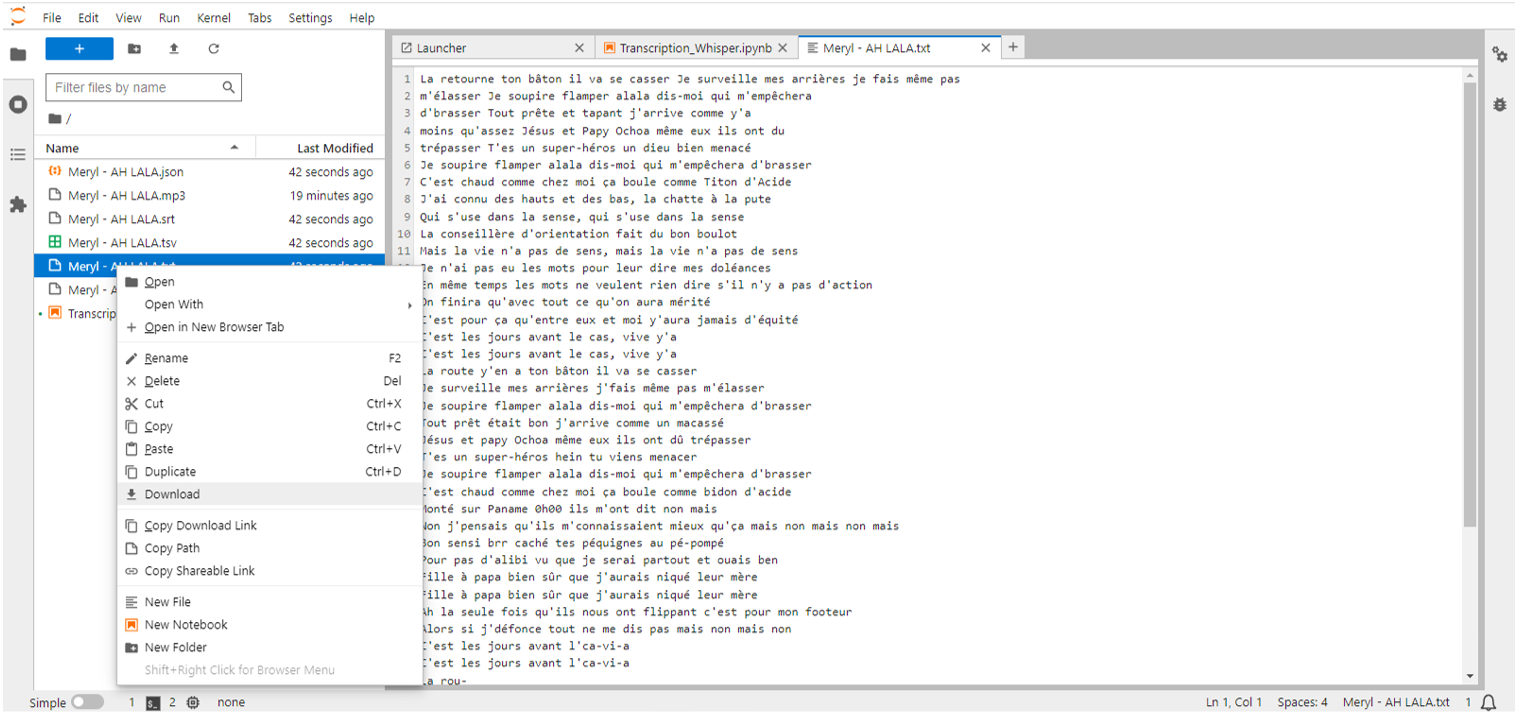 File Edit View Run Kernel Tabs Settings Help
+
Filter files by name
/
Name Last Modified
Meryl - AH LALA.json 42 seconds ago
Meryl - AH LALA.mp3 19 minutes ago
Meryl - AH LALA.srt 42 seconds ago
Meryl - AH LALA.tsv 42 seconds ago
Meryl -
Meryl -
Transcrip
Open
Open With
Open in New Browser Tab
Rename F2
Delete Del
Cut Ctrl+X
Copy Ctrl+C
Paste Ctrl+V
Duplicate Ctrl+D
Download
Copy Download Link
Copy Path
Copy Shareable Link
New File
New Notebook
New Folder
Shift+Right Click for Browser Menu
Launcher Transcription_Whisper.ipynb Meryl - AH LALA.txt +
1 La retourne ton bâton il va se casser Je surveille mes arrières je fais même pas
2 m'élasser Je soupire flamper alala dis-moi qui m'empêchera
3 d'brasser Tout prête et tapant j'arrive comme y'a
4 moins qu'assez Jésus et Papy Ochoa même eux ils ont du
5 trépasser T'es un super-héros un dieu bien menacé
6 Je soupire flamper alala dis-moi qui m'empêchera d'brasser
7 C'est chaud comme chez moi ça boule comme Titon d'Acide
8 J'ai connu des hauts et des bas, la chatte à la pute
9 Qui s'use dans la sense, qui s'use dans la sense
10 La conseillère d'orientation fait du bon boulot
11 Mais la vie n'a pas de sens, mais la vie n'a pas de sens
Je n'ai pas eu les mots pour leur dire mes doléances
En même temps les mots ne veulent rien dire s'il n'y a pas d'action
On finira qu'avec tout ce qu'on aura mérité
C'est pour ça qu'entre eux et moi y'aura jamais d'équité
C'est les jours avant le cas, vive y'a
C'est les jours avant le cas, vive y'a
La route y'en a ton bâton il va se casser
Je surveille mes arrières j'fais même pas m'élasser
Je soupire flamper alala dis-moi qui m'empêchera d'brasser
Tout prêt était bon j'arrive comme un macassé
Jésus et papy Ochoa même eux ils ont dû trépasser
T'es un super-héros hein tu viens menacer
Je soupire flamper alala dis-moi qui m'empêchera d'brasser
C'est chaud comme chez moi ça boule comme bidon d'acide
Monté sur Paname 0h00 ils m'ont dit non mais
Non j'pensais qu'ils m'connaissaient mieux qu'ça mais non mais non mais
Bon sensi brr caché tes péquignes au pé-pompé
Pour pas d'alibi vu que je serai partout et ouais ben
Fille à papa bien sûr que j'aurais niqué leur mère
Fille à papa bien sûr que j'aurais niqué leur mère
Ah la seule fois qu'ils nous ont flippant c'est pour mon footeur
Alors si j'défonce tout ne me dis pas mais non mais non
C'est les jours avant l'ca-vi-a
C'est les jours avant l'ca-vi-a
La rou-
Simple 1 2 none Ln 1, Col 1 Spaces: 4 Meryl - AH LALA.txt 1